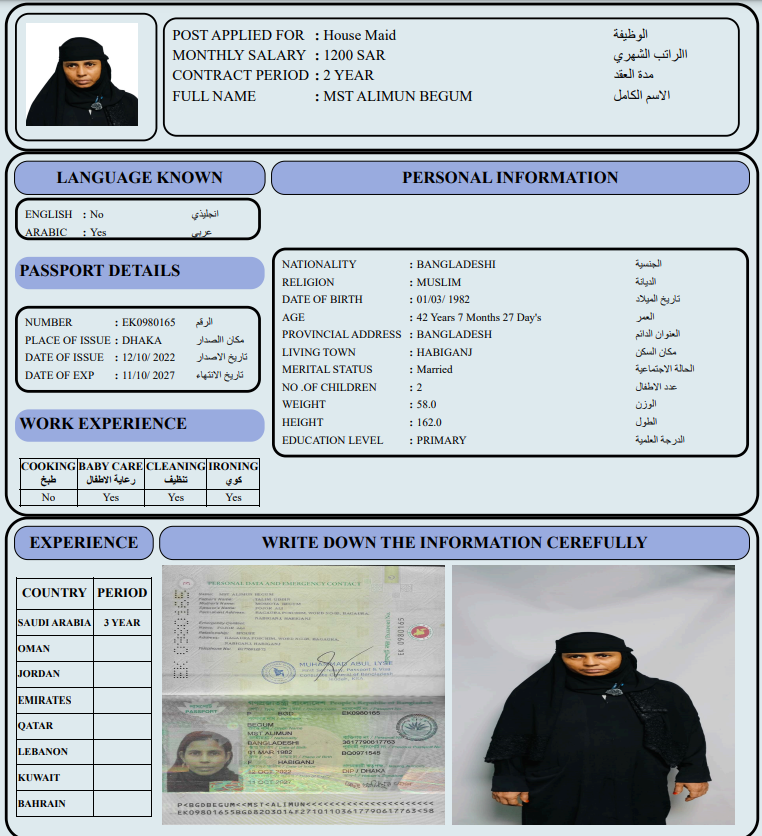 POST APPLIED FOR : House Maid الوظيفة
MONTHLY SALARY : 1200 SAR االراتب الشهري
CONTRACT PERIOD : 2 YEAR مدة العقد
FULL NAME : MST ALIMUN BEGUM الاسم الكامل
LANGUAGE KNOWN
ENGLISH : No انجليذي
ARABIC : Yes عربي
PASSPORT DETAILS
NUMBER : EK0980165 الرقم
PLACE OF ISSUE : DHAKA مكان االصدار
DATE OF ISSUE : 12/10/ 2022 تاريخ الاصدار
DATE OF EXP : 11/10/ 2027 تاريخ الانتهاء
WORK EXPERIENCE
COOKING BABY CARE CLEANING IRONING
طبخ رعاية الاطفال تنظيف كوي
No Yes Yes Yes
PERSONAL INFORMATION
NATIONALITY : BANGLADESHI الجنسية
RELIGION : MUSLIM الديانة
DATE OF BIRTH : 01/03/ 1982 تاريخ الميلاد
AGE : 42 Years 7 Months 27 Day's العمر
PROVINCIAL ADDRESS : BANGLADESH العنوان الدائم
LIVING TOWN : HABIGANJ مكان السكن
MERITAL STATUS : Married الحالة الاجتماعية
NO .OF CHILDREN : 2 عدد الاطفال
WEIGHT : 58.0 الوزن
HEIGHT : 162.0 الطول
EDUCATION LEVEL : PRIMARY الدرجة العلمية
EXPERIENCE
COUNTRY PERIOD
SAUDI ARABIA 3 YEAR
OMAN
JORDAN
EMIRATES
QATAR
LEBANON
KUWAIT
BAHRAIN
WRITE DOWN THE INFORMATION CEREFULLY
PERSONAL DATA AND EMERGENCY CONTACT
EK 0980165
PASSPORT
P BGD EK0980165
BEGUM
MST ALIMUN
BANGLADESHI
01 MAR 1982 BQ0971545
F HABIGANJ
12 OCT 2022 DIP / DHAKA
11 OCT 2027
P<BGDBEGUM<<MST<ALIMUN<<<<<<<<<<<<<<<<<<<<<<